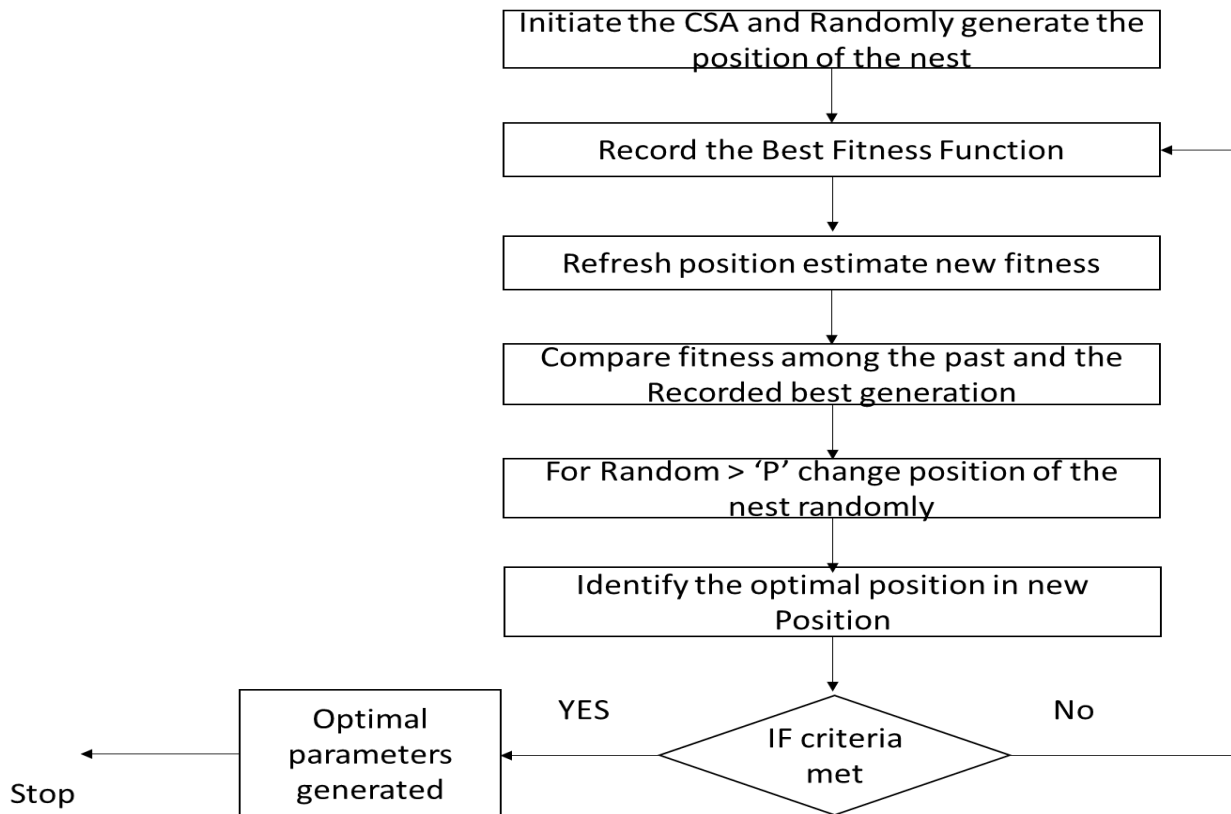 Initiate the CSA and Randomly generate the
position of the nest
Record the Best Fitness Function
Refresh position estimate new fitness
Compare fitness among the past and the
Recorded best generation
For Random > ‘P’ change position of the
nest randomly
Identify the optimal position in new
Position
YES
No
IF criteria
met
Optimal
parameters
generated
Stop